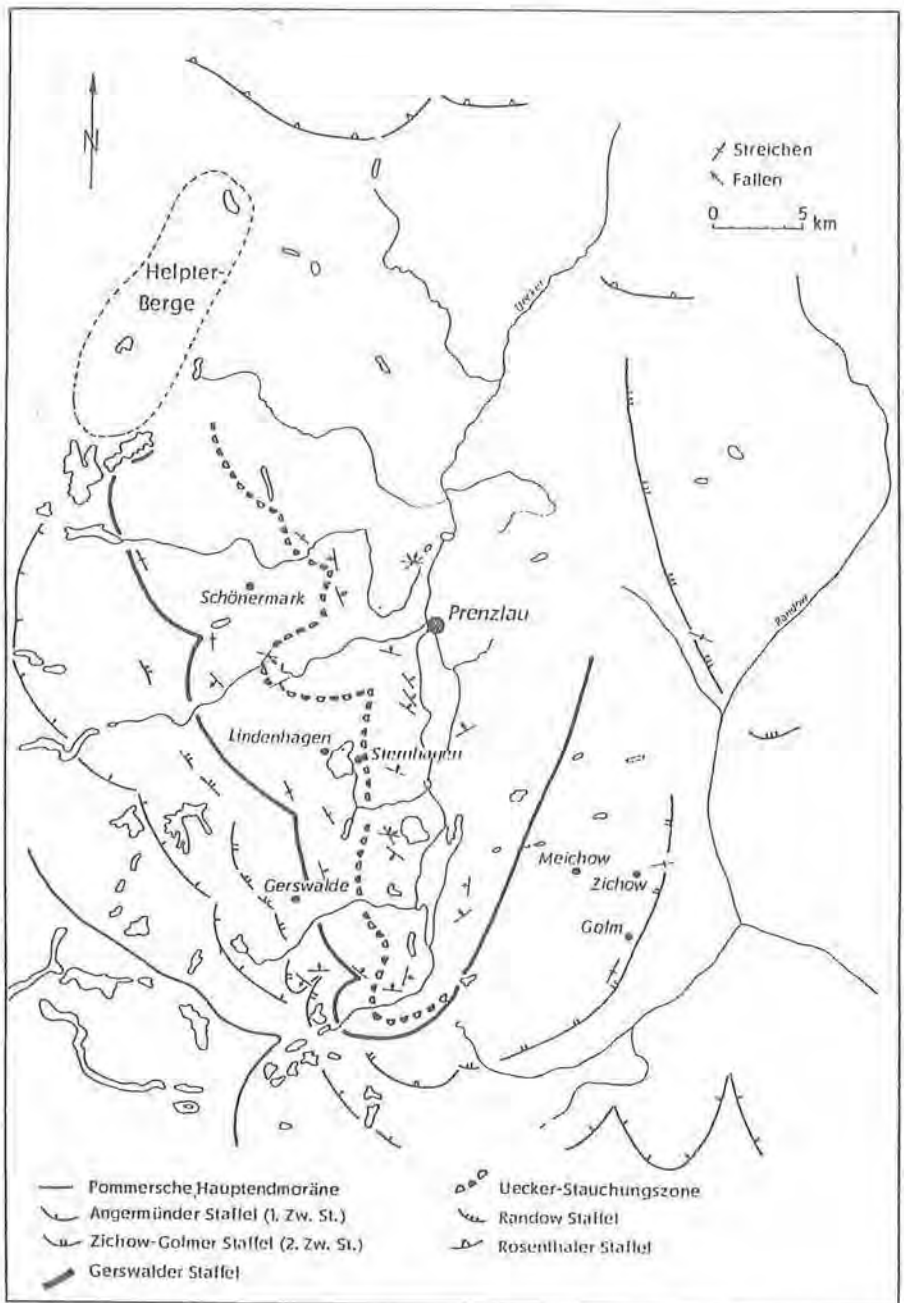 N
Streichen
Fallen
0 5 km
Helpter-
Berge
Uecker
Schönermark
Prenzlau
Randow
Lindenhagen
Sternhagen
Meichow
Zichow
Gerswalde
Golm
Pommersche Hauptendmoräne
Angermünder Staffel (1. Zw. St.)
Zichow-Golmer Staffel (2. Zw. St.)
Gerswalder Staffel
Uecker-Stauchungszone
Randow Staffel
Rosenthaler Staffel